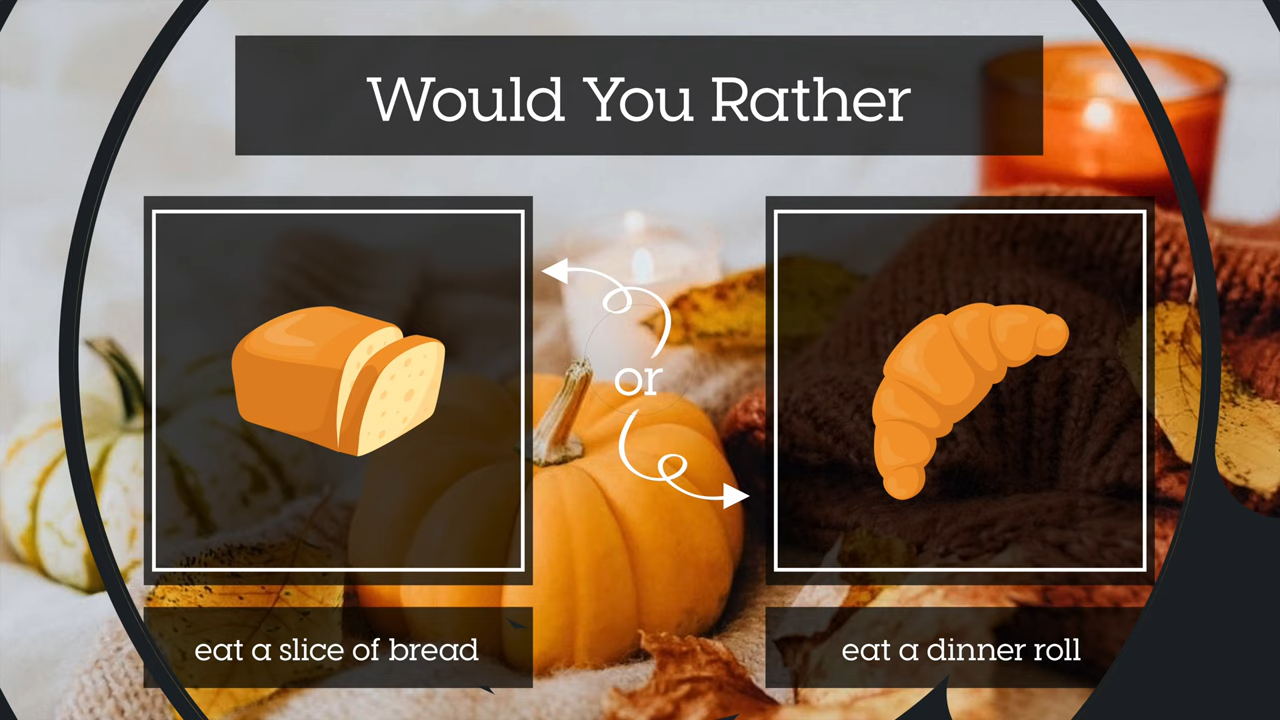 Would You Rather
or
eat a slice of bread
eat a dinner roll